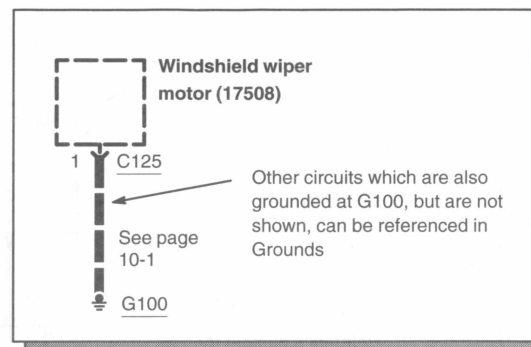 Windshield wiper
motor (17508)
1 C125
Other circuits which are also
grounded at G100, but are not
shown, can be referenced in
Grounds
See page
10-1
G100